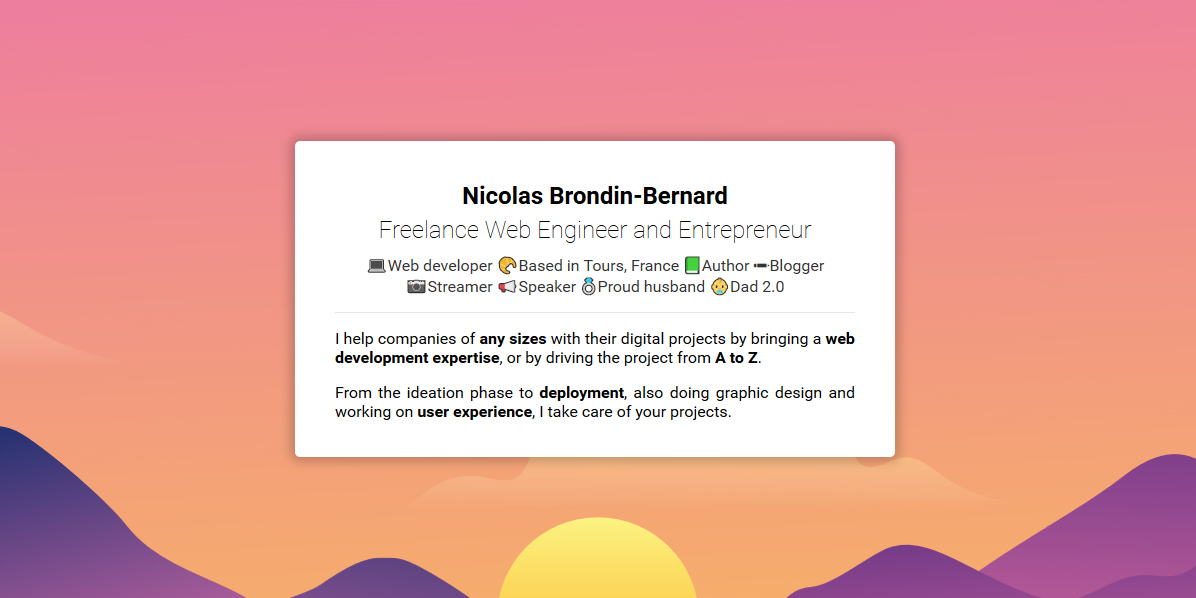 Nicolas Brondin-Bernard
Freelance Web Engineer and Entrepreneur
💻Web developer 🥐Based in Tours, France 📗Author ✒Blogger
📷Streamer 📢Speaker 💍Proud husband 👶Dad 2.0
I help companies of any sizes with their digital projects by bringing a web
development expertise, or by driving the project from A to Z.
From the ideation phase to deployment, also doing graphic design and
working on user experience, I take care of your projects.